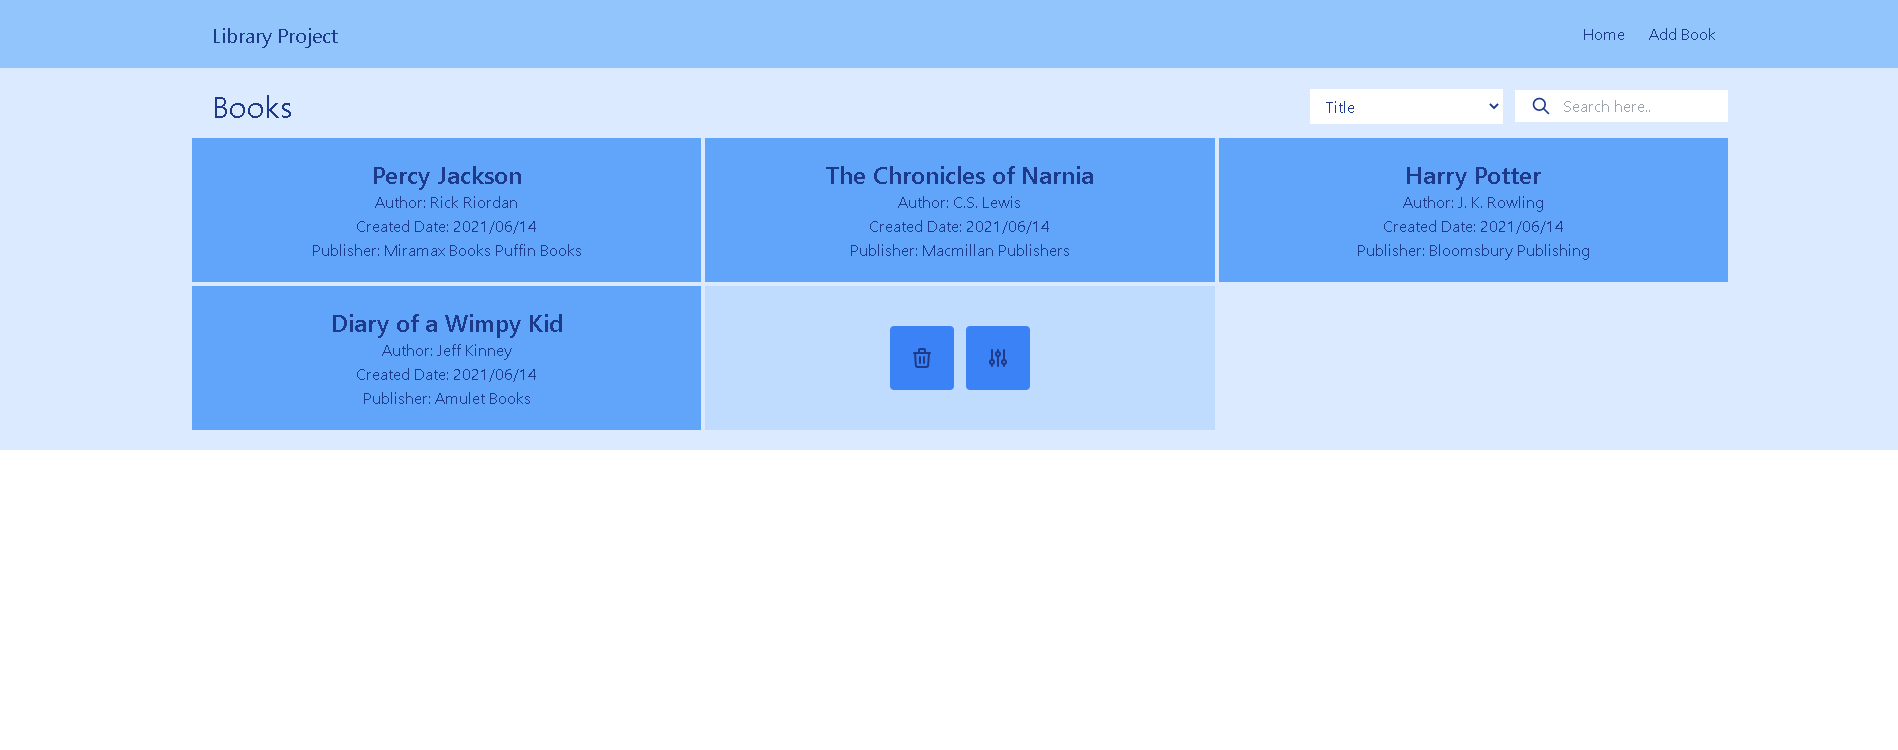 Library Project
Home
Add Book
Books
Title
Search here..
Percy Jackson
Author: Rick Riordan
Created Date: 2021/06/14
Publisher: Miramax Books Puffin Books
The Chronicles of Narnia
Author: C.S. Lewis
Created Date: 2021/06/14
Publisher: Macmillan Publishers
Harry Potter
Author: J. K. Rowling
Created Date: 2021/06/14
Publisher: Bloomsbury Publishing
Diary of a Wimpy Kid
Author: Jeff Kinney
Created Date: 2021/06/14
Publisher: Amulet Books